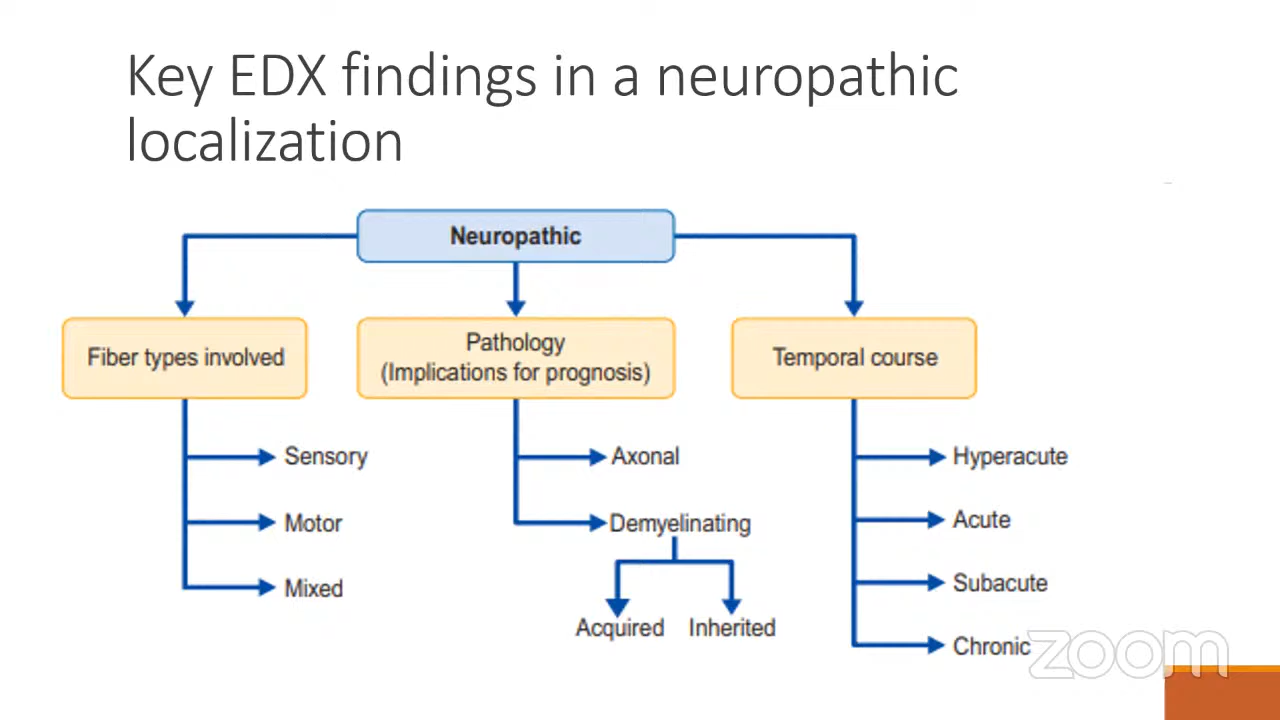 Key EDX findings in a neuropathic
localization
Neuropathic
Fiber types involved
Pathology
(Implications for prognosis)
Temporal course
Sensory
Motor
Mixed
Axonal
Demyelinating
Acquired
Inherited
Hyperacute
Acute
Subacute
Chronic
zoom